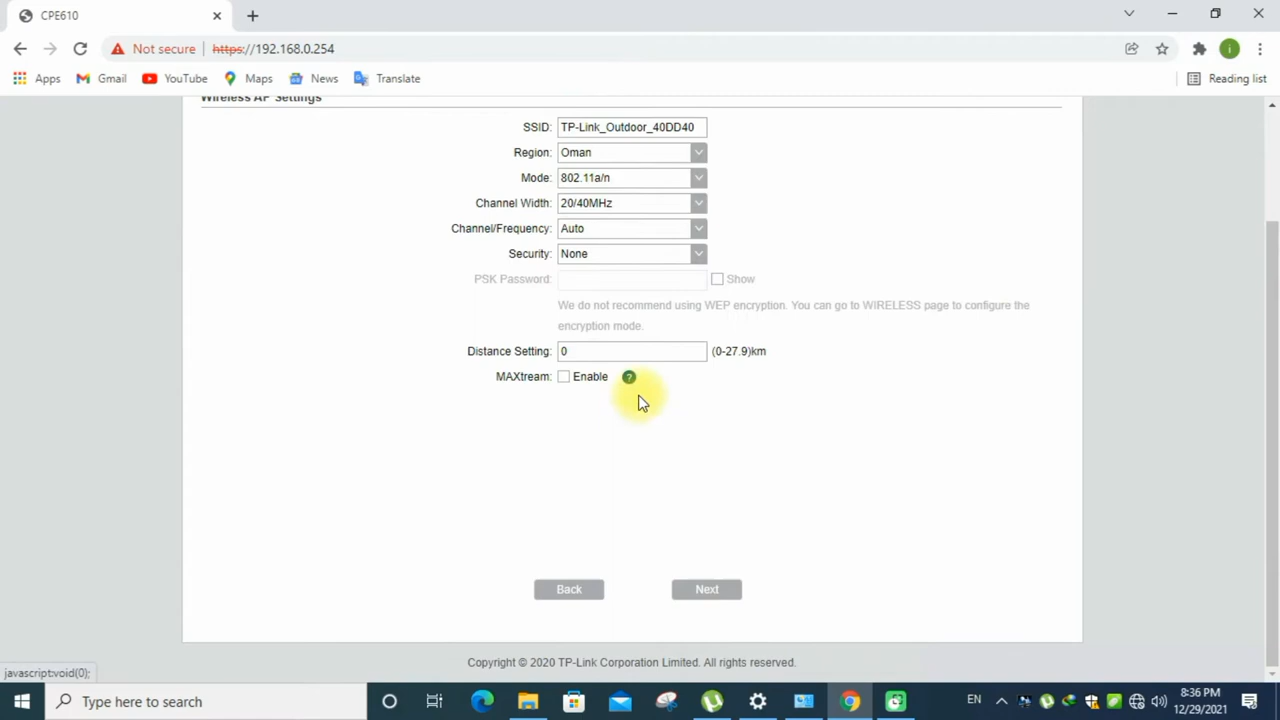 CPE610
Not secure https://192.168.0.254
Apps Gmail YouTube Maps News Translate Reading list
Wireless AP Settings
SSID: TP-Link_Outdoor_40DD40
Region: Oman
Mode: 802.11a/n
Channel Width: 20/40MHz
Channel/Frequency: Auto
Security: None
PSK Password: Show
We do not recommend using WEP encryption. You can go to WIRELESS page to configure the
encryption mode.
Distance Setting: 0 (0-27.9)km
MAXtream: Enable ?
Back Next
Copyright © 2020 TP-Link Corporation Limited. All rights reserved.
javascript:void(0);
Type here to search
EN
8:36 PM
12/29/2021